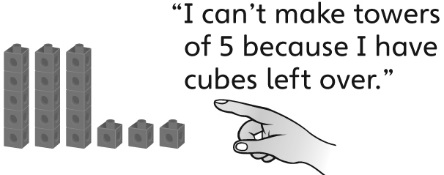 “I can’t make towers
of 5 because I have
cubes left over.”